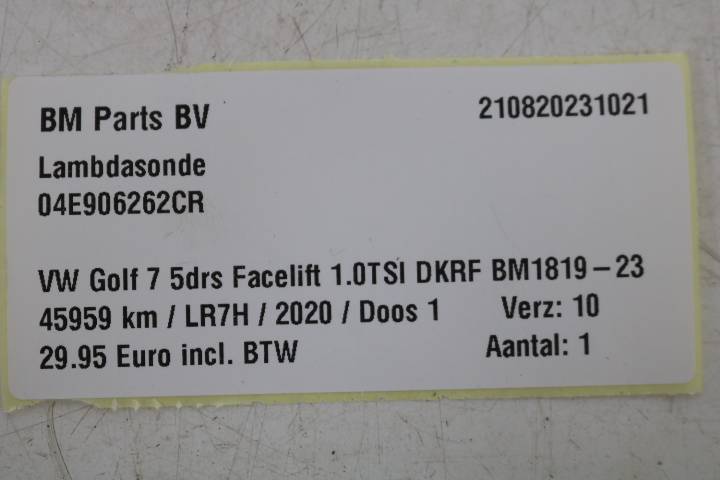 BM Parts BV 210820231021
Lambdasonde
04E906262CR
VW Golf 7 5drs Facelift 1.0TSI DKRF BM1819-23
45959 km / LR7H / 2020 / Doos 1 Verz: 10
29.95 Euro incl. BTW Aantal: 1